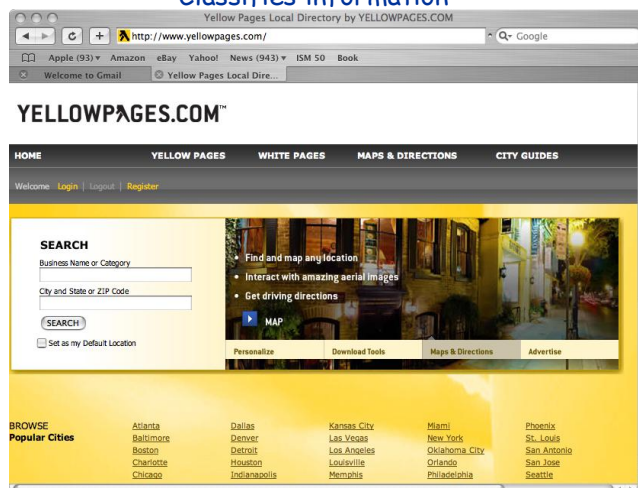 Classifies Information
Yellow Pages Local Directory by YELLOWPAGES.COM
http://www.yellowpages.com/
Q Google
Apple (93) Amazon eBay Yahoo! News (943) ISM 50 Book
Welcome to Gmail Yellow Pages Local Dire...
YELLOWPAGES.COM™
HOME YELLOW PAGES WHITE PAGES MAPS & DIRECTIONS CITY GUIDES
Welcome Login | Logout | Register
SEARCH
Business Name or Category
City and State or ZIP Code
SEARCH
Set as my Default Location
• Find and map any location
• Interact with amazing aerial images
• Get driving directions
MAP
Personalize Download Tools Maps & Directions Advertise
BROWSE
Popular Cities
Atlanta Dallas Kansas City Miami Phoenix
Baltimore Denver Las Vegas New York St. Louis
Boston Detroit Los Angeles Oklahoma City San Antonio
Charlotte Houston Louisville Orlando San Jose
Chicago Indianapolis Memphis Philadelphia Seattle